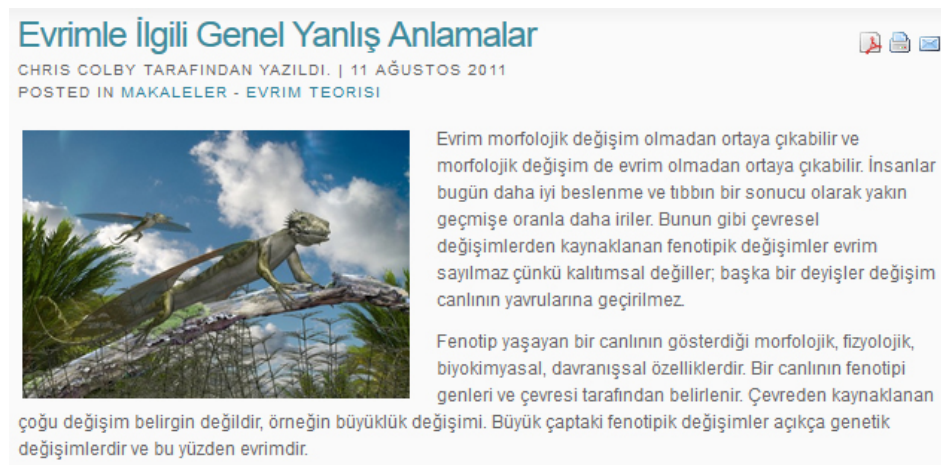 Evrimle İlgili Genel Yanlış Anlamalar
CHRIS COLBY TARAFINDAN YAZILDI. | 11 AĞUSTOS 2011
POSTED IN MAKALELER - EVRIM TEORISI
Evrim morfolojik değişim olmadan ortaya çıkabilir ve
morfolojik değişim de evrim olmadan ortaya çıkabilir. İnsanlar
bugün daha iyi beslenme ve tıbbın bir sonucu olarak yakın
geçmişe oranla daha iriler. Bunun gibi çevresel
değişimlerden kaynaklanan fenotipik değişimler evrim
sayılmaz çünkü kalıtımsal değiller; başka bir deyişler değişim
canlının yavrularına geçirilmez.
Fenotip yaşayan bir canlının gösterdiği morfolojik, fizyolojik,
biyokimyasal, davranışsal özelliklerdir. Bir canlının fenotipi
genleri ve çevresi tarafından belirlenir. Çevreden kaynaklanan
çoğu değişim belirgin değildir, örneğin büyüklük değişimi. Büyük çaptaki fenotipik değişimler açıkça genetik
değişimlerdir ve bu yüzden evrimdir.